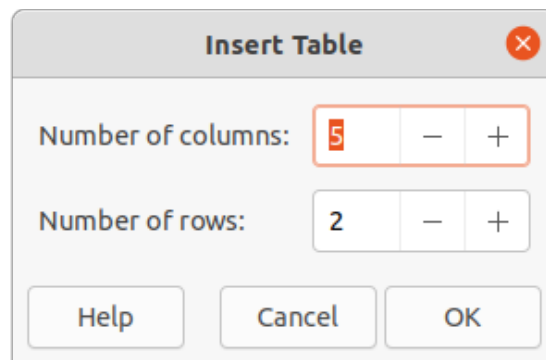 Insert Table
Number of columns: 5
Number of rows: 2
Help Cancel OK